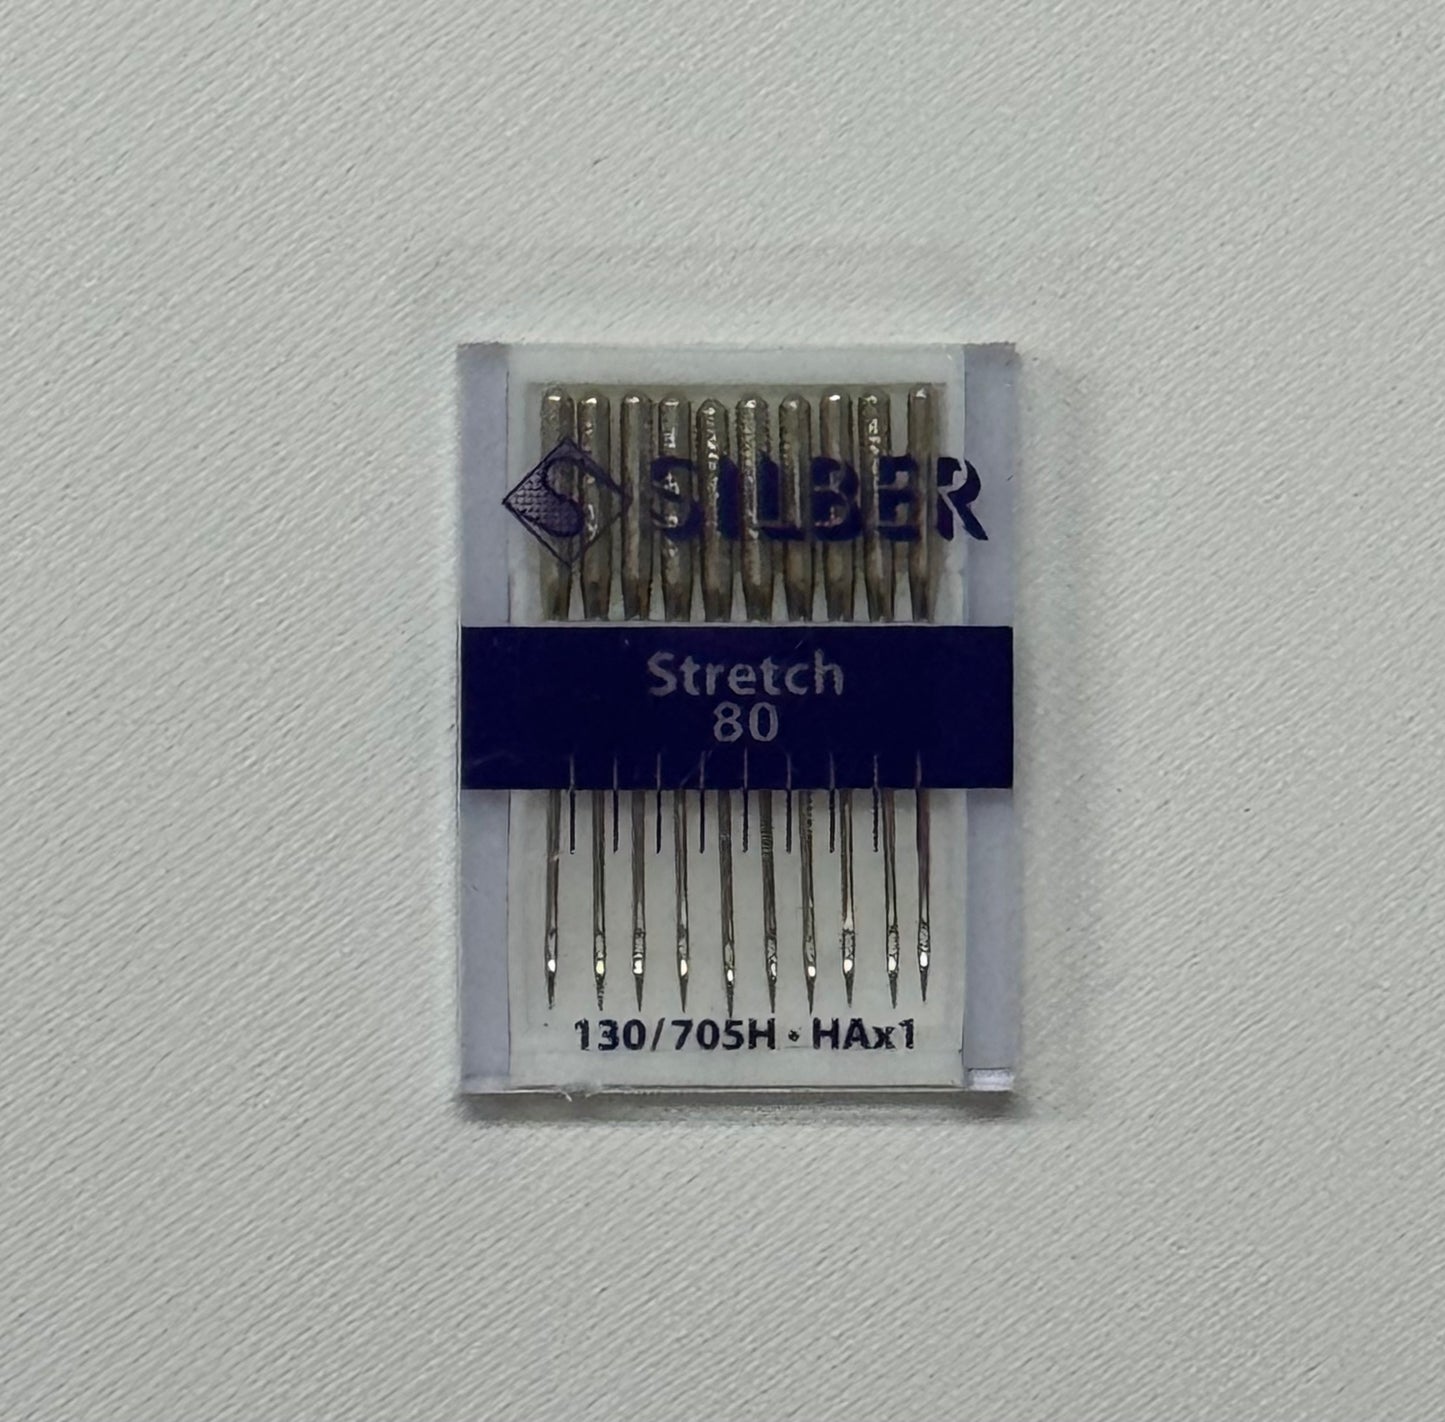 SILBER
Stretch
80
130/705H • HAx1